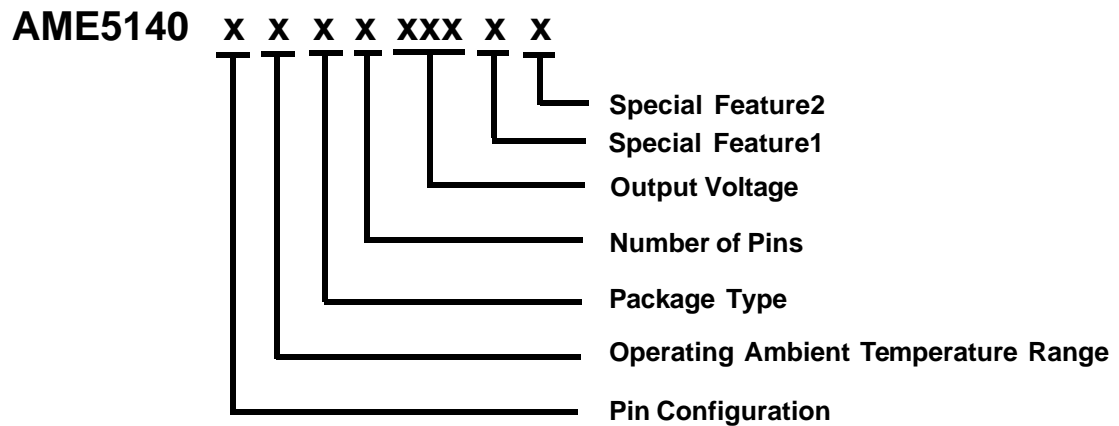 AME5140 x x x x xxx x x
Special Feature2
Special Feature1
Output Voltage
Number of Pins
Package Type
Operating Ambient Temperature Range
Pin Configuration